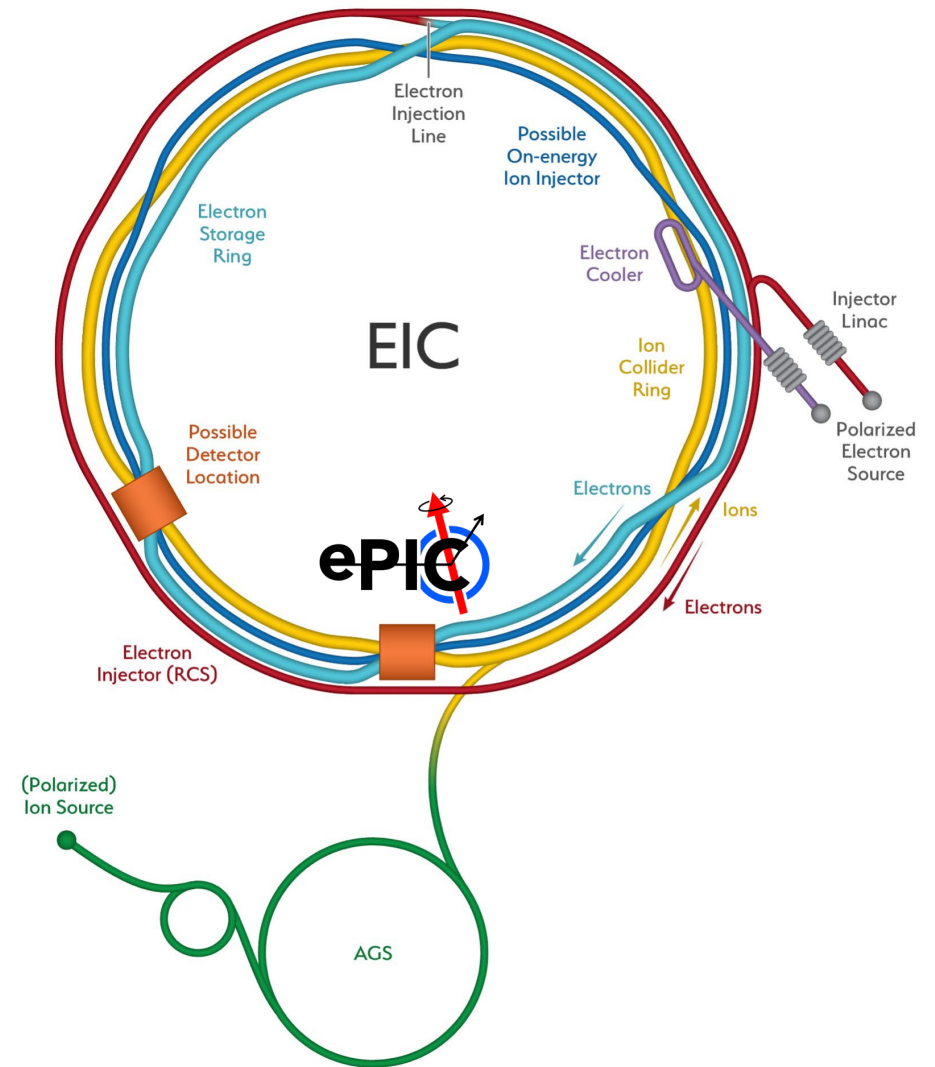 Electron
Injection
Line
Possible
On-energy
Ion Injector
Electron
Storage
Ring
Electron
Cooler
Injector
Linac
EIC
Ion
Collider
Ring
Polarized
Electron
Source
Possible
Detector
Location
Electrons
Ions
ePIC
Electrons
Electron
Injector (RCS)
(Polarized)
Ion Source
AGS